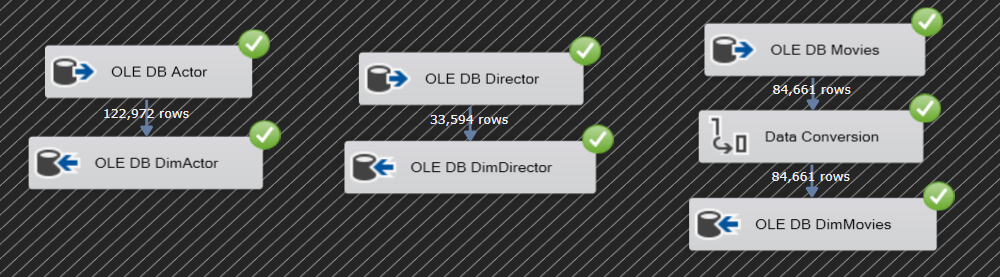 OLE DB Actor
122,972 rows
OLE DB DimActor
OLE DB Director
33,594 rows
OLE DB DimDirector
OLE DB Movies
84,661 rows
Data Conversion
84,661 rows
OLE DB DimMovies